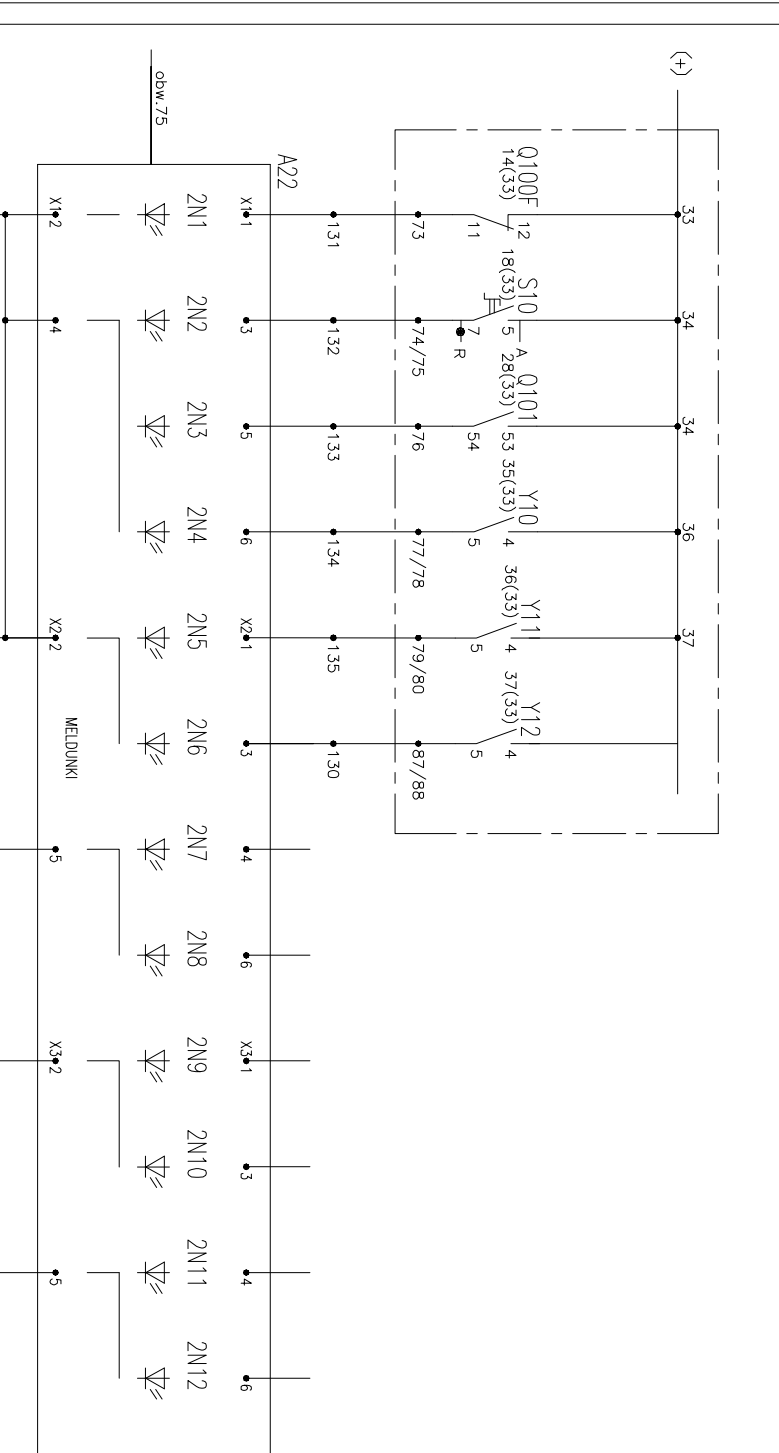 (+)
33
34
34
36
37
Q100F
14(33)
11
12
S10
18(33)
7
5
A
R
Q101
28(33)
54
53
Y10
35(33)
5
4
Y11
36(33)
5
4
Y12
37(33)
5
4
73
74/75
76
77/78
79/80
87/88
131
132
133
134
135
130
A22
obw.75
X1:1
3
5
6
X2:1
3
4
6
X3:1
3
4
6
2N1
2N2
2N3
2N4
2N5
2N6
2N7
2N8
2N9
2N10
2N11
2N12
MELDUNKI
X1:2
4
X2:2
5
X3:2
5